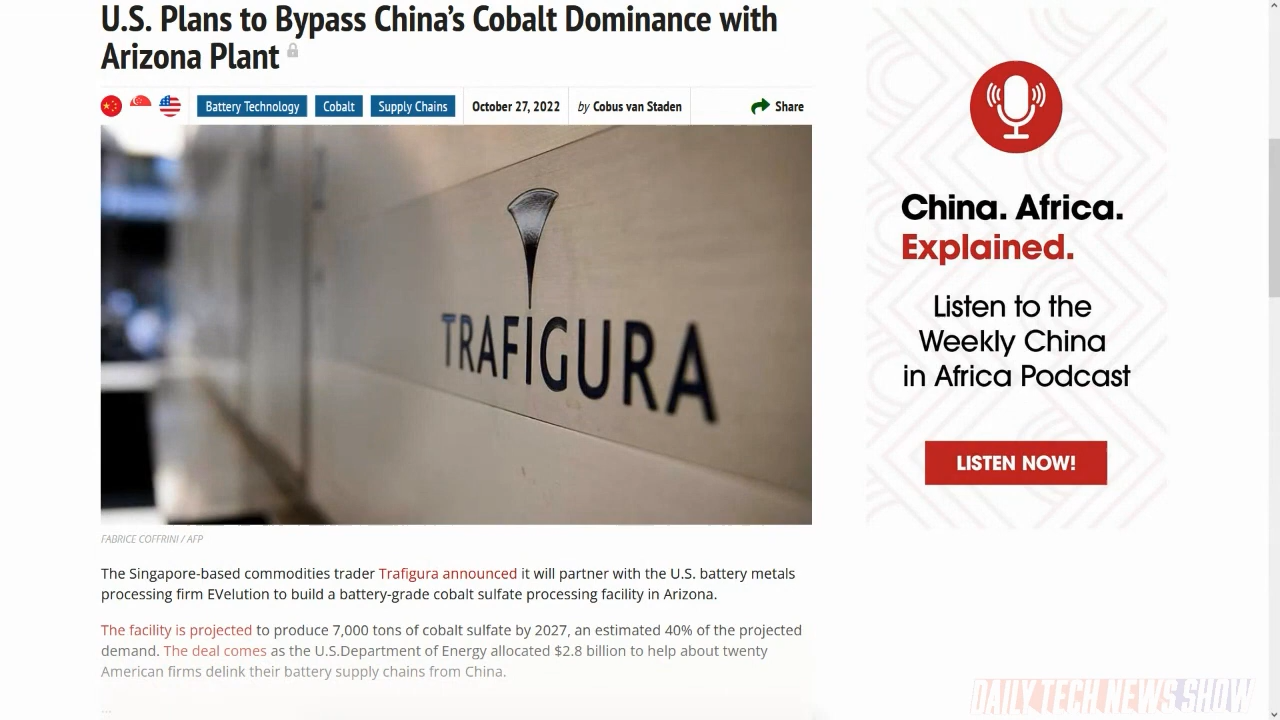 U.S. Plans to Bypass China’s Cobalt Dominance with
Arizona Plant
Battery Technology
Cobalt
Supply Chains
October 27, 2022
by Cobus van Staden
Share
TRAFIGURA
FABRICE COFFRINI / AFP
The Singapore-based commodities trader Trafigura announced it will partner with the U.S. battery metals
processing firm EVelution to build a battery-grade cobalt sulfate processing facility in Arizona.
The facility is projected to produce 7,000 tons of cobalt sulfate by 2027, an estimated 40% of the projected
demand. The deal comes as the U.S.Department of Energy allocated $2.8 billion to help about twenty
American firms delink their battery supply chains from China.
...
China. Africa.
Explained.
Listen to the
Weekly China
in Africa Podcast
LISTEN NOW!
DAILY TECH NEWS SHOW